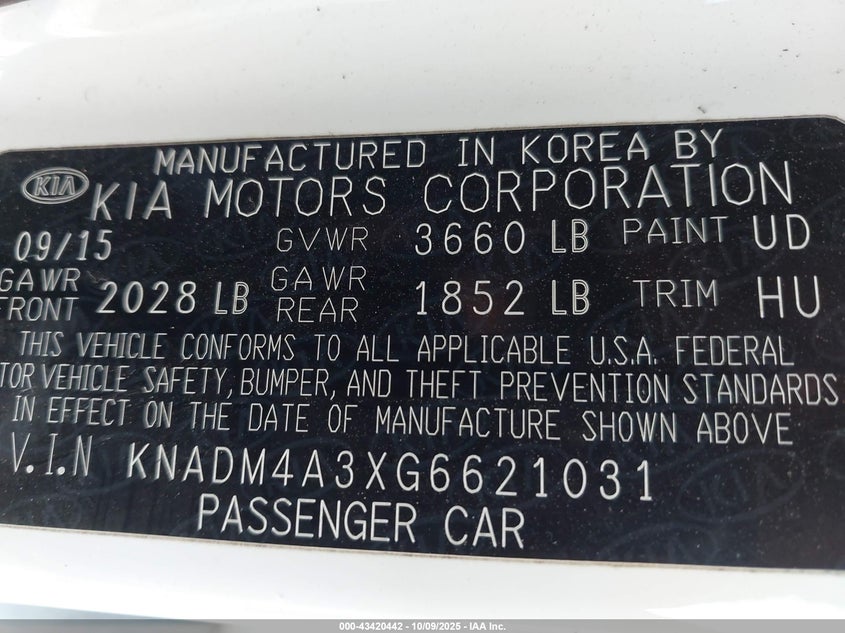 MANUFACTURED IN KOREA BY
KIA KIA MOTORS CORPORATION
09/15 GVWR 3660 LB PAINT UD
GAWR FRONT 2028 LB GAWR REAR 1852 LB TRIM HU
THIS VEHICLE CONFORMS TO ALL APPLICABLE U.S.A. FEDERAL
TOR VEHICLE SAFETY, BUMPER, AND THEFT PREVENTION STANDARDS
IN EFFECT ON THE DATE OF MANUFACTURE SHOWN ABOVE
V.I.N KNADM4A3XG6621031
PASSENGER CAR
000-43420442 - 10/09/2025 - IAA Inc.